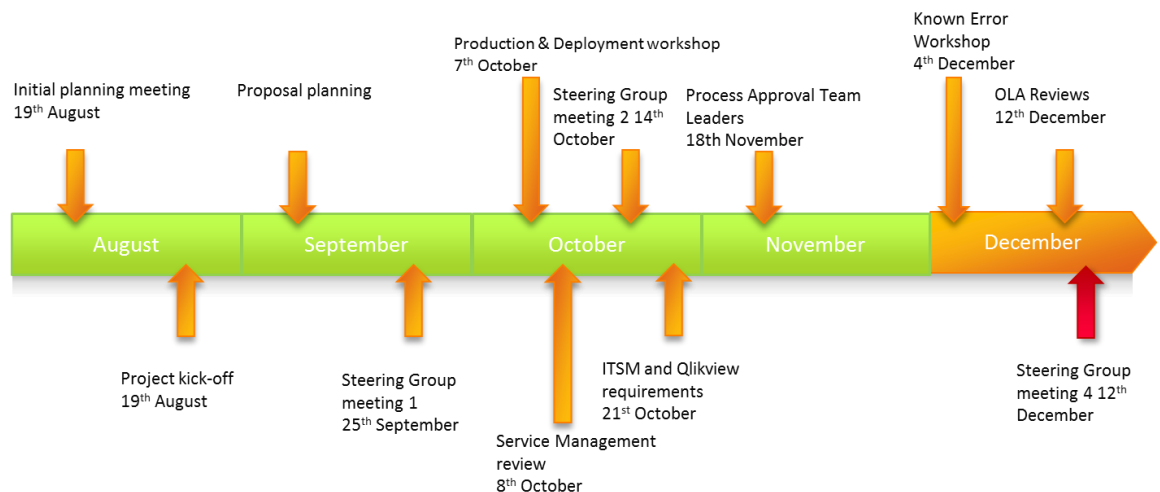 Known Error
Workshop
4th December
Production & Deployment workshop
7th October
Initial planning meeting
19th August
Proposal planning
Steering Group
meeting 2 14th
October
Process Approval Team
Leaders
18th November
OLA Reviews
12th December
August
September
October
November
December
Project kick-off
19th August
Steering Group
meeting 1
25th September
Service Management
review
8th October
ITSM and Qlikview
requirements
21st October
Steering Group
meeting 4 12th
December